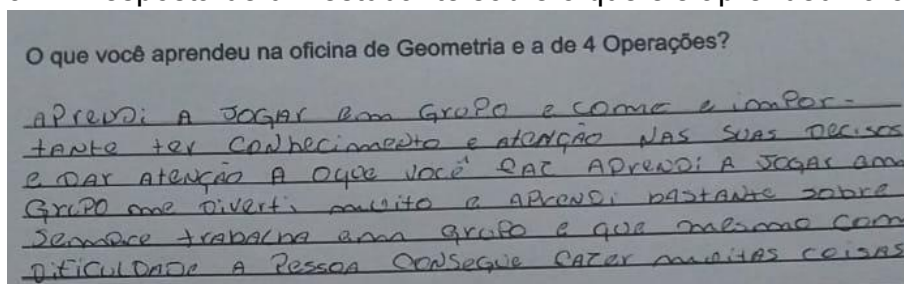 O que você aprendeu na oficina de Geometria e a de 4 Operações?
APrendi A JOGAr em GruPo e como e imPor-
tANte ter CoNhecimento e AtenÇÃo NAS SUAS Decisos
e DAr AtenÇão A Oque você FAZ APrendi A JOGAr em
GruPo me Diverti muito e APrendi bAstANte sobre
Sempre trabalha em gruPo e que mesmo com
DificulDADe A PessoA ConSegue FAZer muitAs coisAs